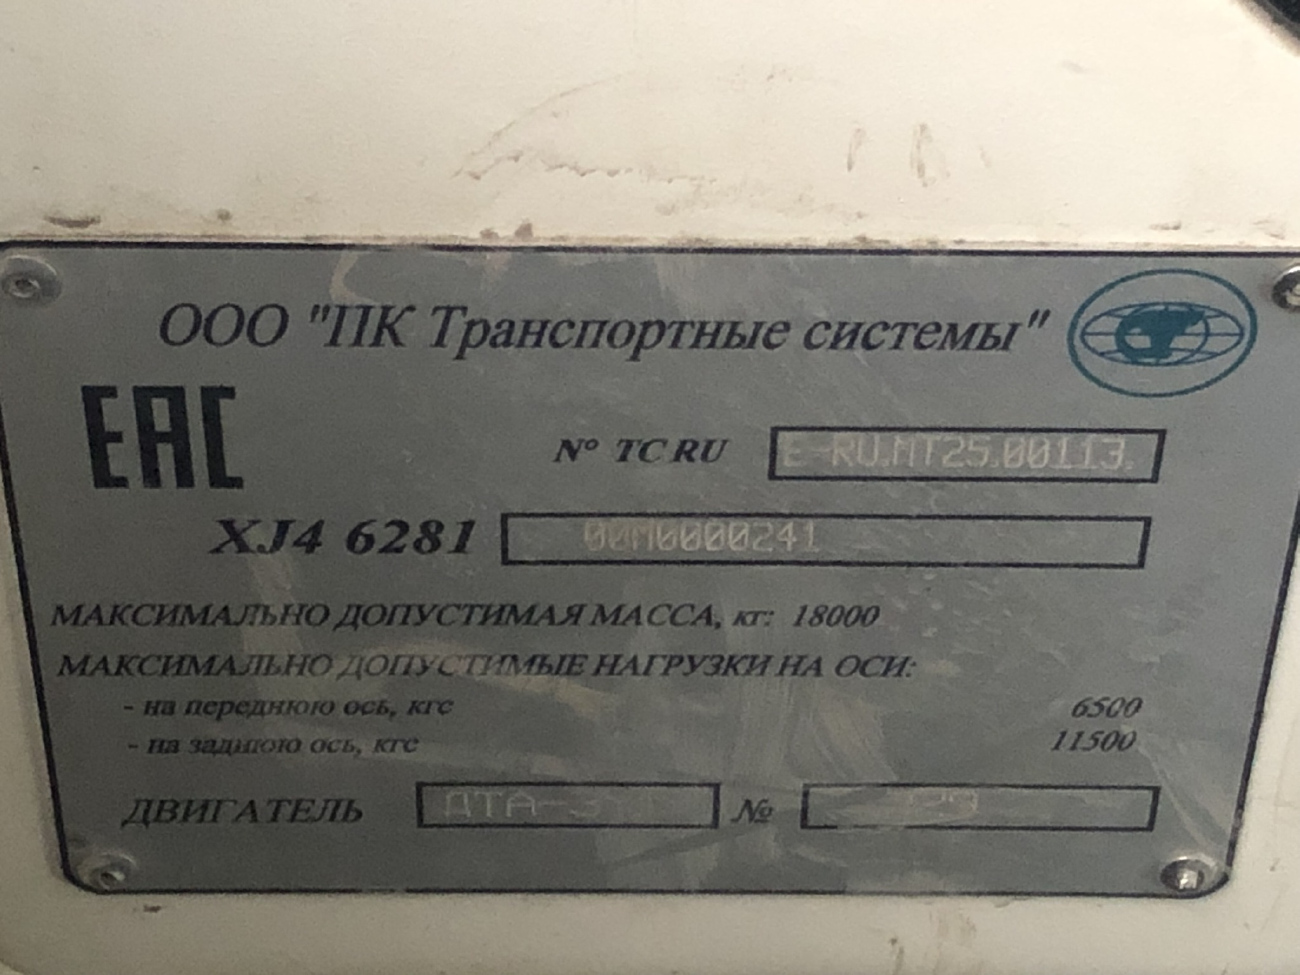 ООО "ПК Транспортные системы"
EAC
№ ТС RU E-RU.MT25.00113.
XJ4 6281 00M0000241
МАКСИМАЛЬНО ДОПУСТИМАЯ МАССА, кг: 18000
МАКСИМАЛЬНО ДОПУСТИМЫЕ НАГРУЗКИ НА ОСИ:
- на переднюю ось, кгс 6500
- на заднюю ось, кгс 11500
ДВИГАТЕЛЬ №